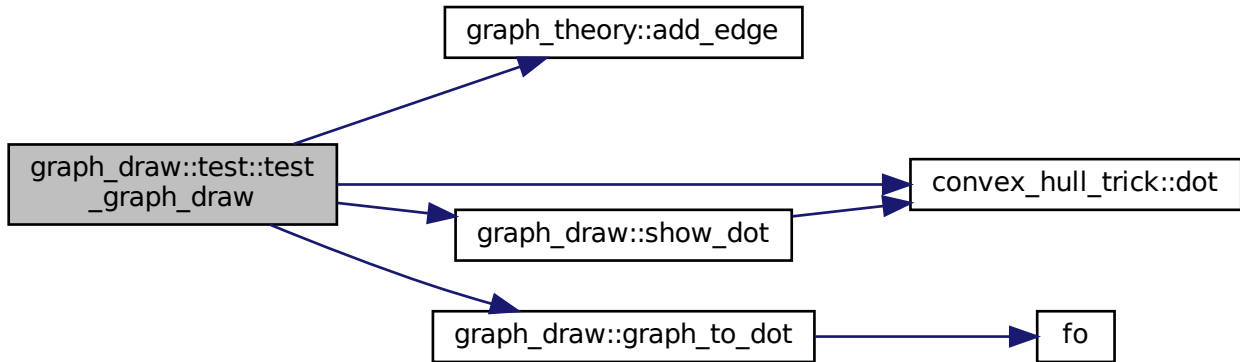 graph_theory::add_edge
graph_draw::test::test
_graph_draw
convex_hull_trick::dot
graph_draw::show_dot
graph_draw::graph_to_dot
fo